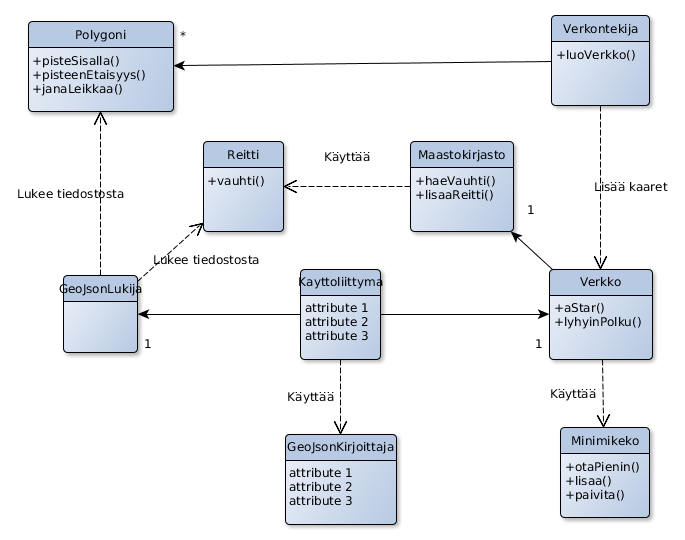 Polygoni
+pisteSisalla()
+pisteenEtaisyys()
+janaLeikkaa()
*
Verkontekija
+luoVerkko()
Reitti
+vauhti()
Käyttää
Maastokirjasto
+haeVauhti()
+lisaaReitti()
Lukee tiedostosta
Lisää kaaret
1
Lukee tiedostosta
GeoJsonLukija
1
Kayttoliittyma
attribute 1
attribute 2
attribute 3
Verkko
+aStar()
+lyhyinPolku()
1
Käyttää
Käyttää
GeoJsonKirjoittaja
attribute 1
attribute 2
attribute 3
Minimikeko
+otaPienin()
+lisaa()
+paivita()